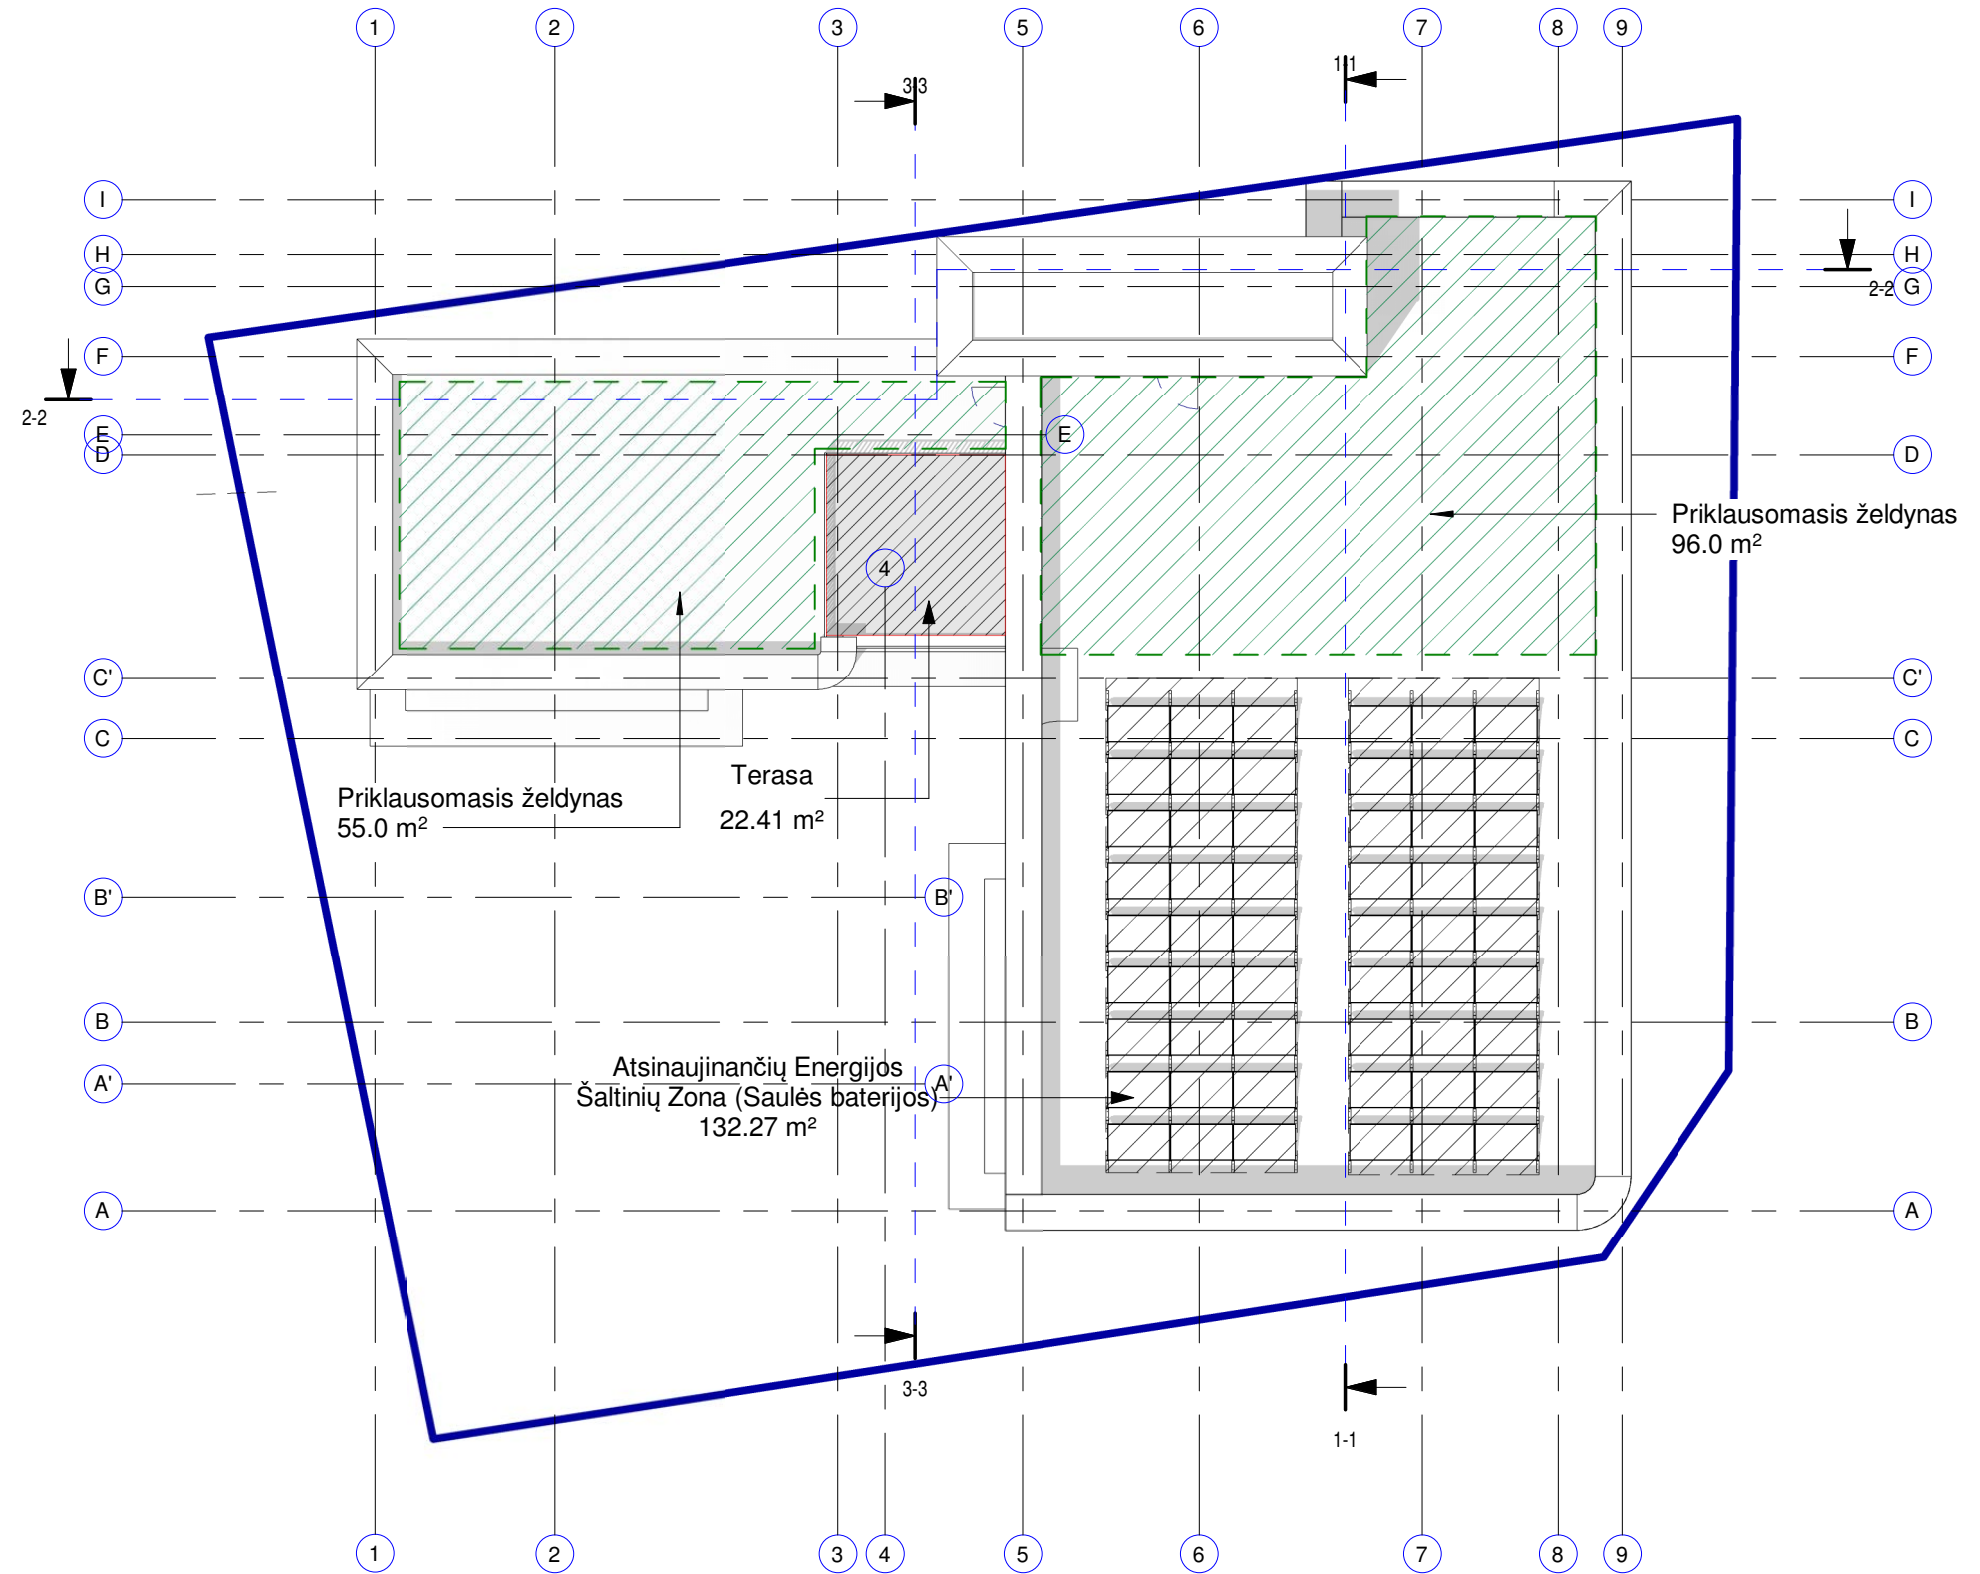 1 2 3 5 6 7 8 9
3-3
1-1
I I
H H
G 2-2 G
F F
2-2
E E
D D
Priklausomasis želdynas
96.0 m²
4
C' C'
C C
Terasa
22.41 m²
Priklausomasis želdynas
55.0 m²
B' B'
B B
Atsinaujinančių Energijos
Šaltinių Zona (Saulės baterijos)
132.27 m²
A' A'
A A
3-3
1-1
1 2 3 4 5 6 7 8 9